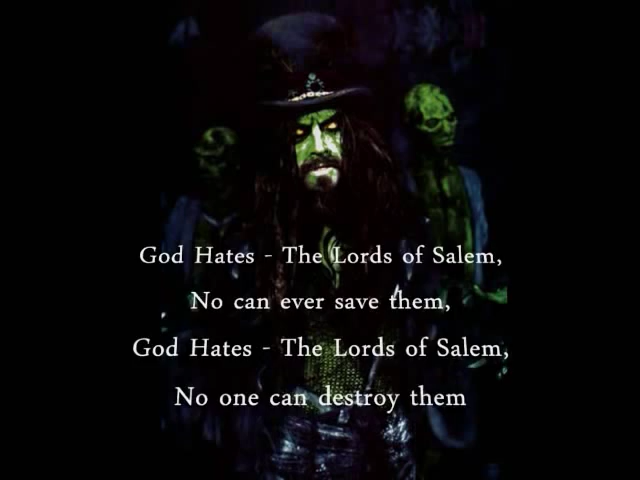 God Hates - The Lords of Salem,
No can ever save them,
God Hates - The Lords of Salem,
No one can destroy them